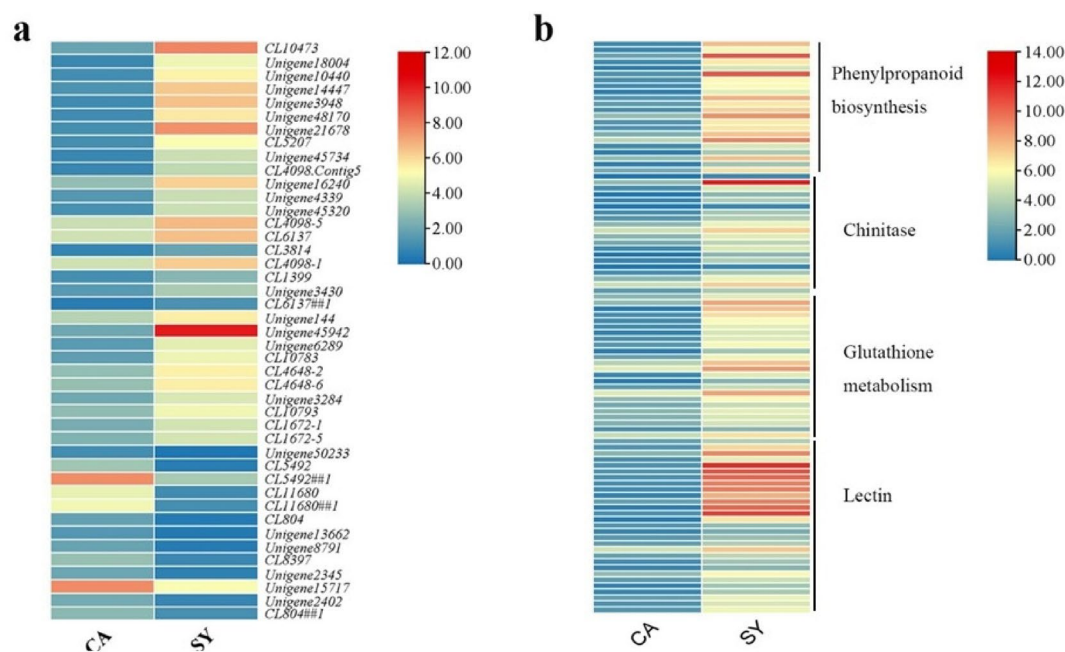 a
CL10473
Unigene18004
Unigene10440
Unigene14447
Unigene3948
Unigene48170
Unigene21678
CL5207
Unigene45734
CL4098.Contig5
Unigene16240
Unigene4339
Unigene45320
CL4098-5
CL6137
CL3814
CL4098-1
CL1399
Unigene3430
CL6137##1
Unigene144
Unigene45942
Unigene6289
CL10783
CL4648-2
CL4648-6
Unigene3284
CL10793
CL1672-1
CL1672-5
Unigene50233
CL5492
CL5492##1
CL11680
CL11680##1
CL804
Unigene13662
Unigene8791
CL8397
Unigene2345
Unigene15717
Unigene2402
CL804##1
CA
SY
12.00
10.00
8.00
6.00
4.00
2.00
0.00
b
Phenylpropanoid
biosynthesis
Chinitase
Glutathione
metabolism
Lectin
CA
SY
14.00
12.00
10.00
8.00
6.00
4.00
2.00
0.00